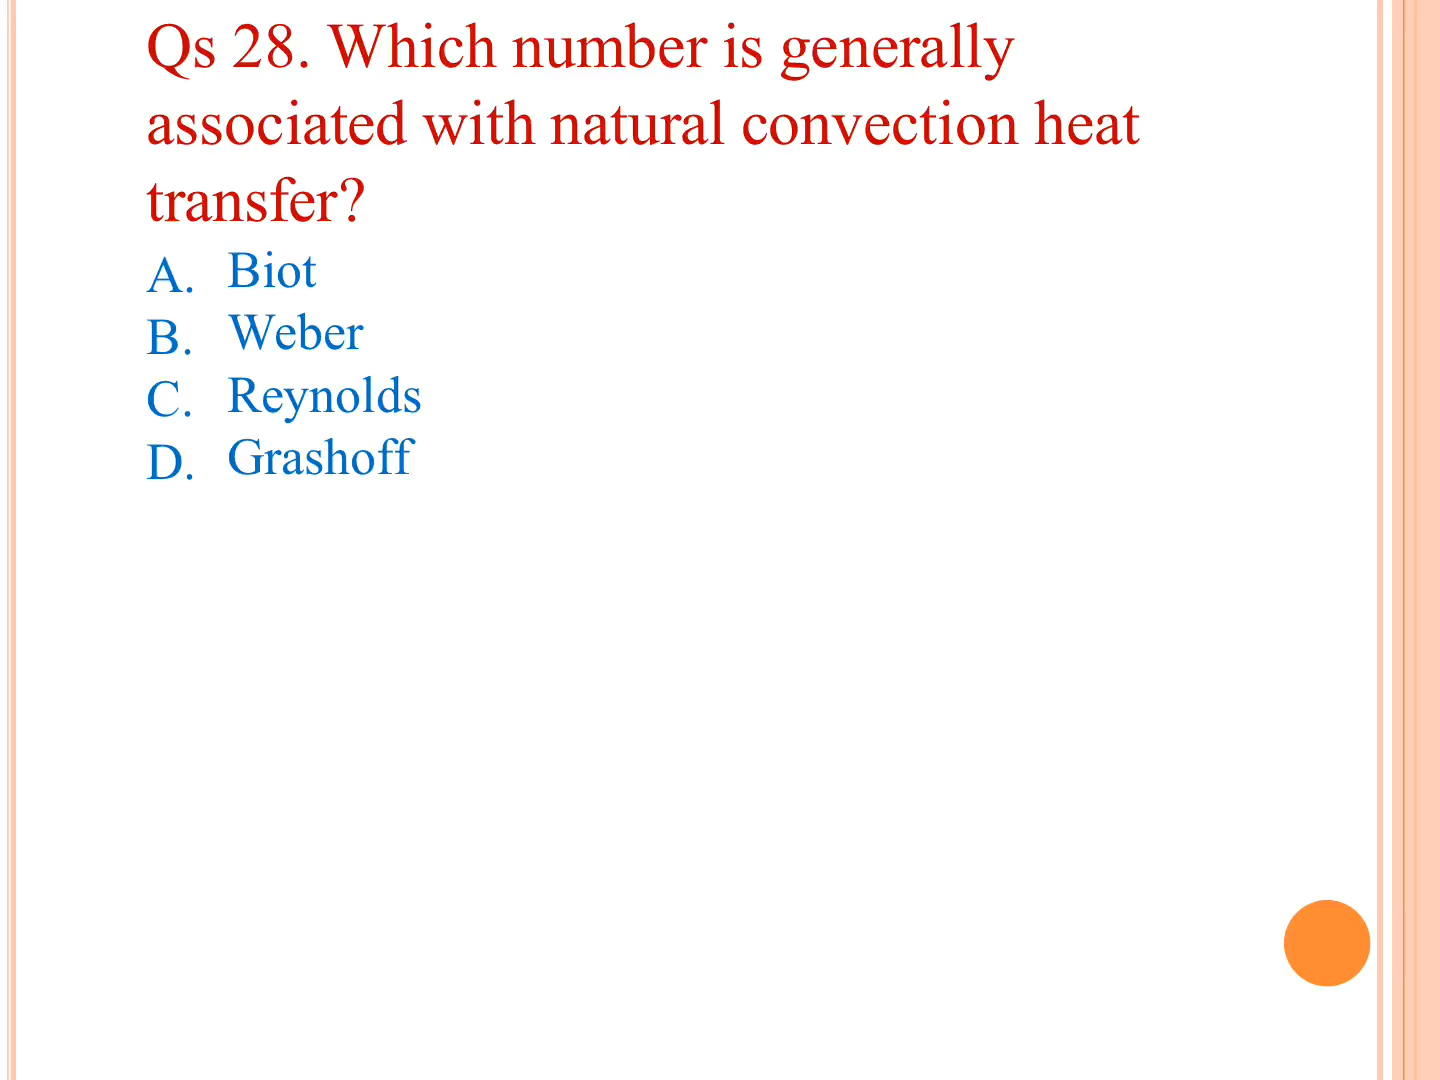 Qs 28. Which number is generally
associated with natural convection heat
transfer?
A. Biot
B. Weber
C. Reynolds
D. Grashoff